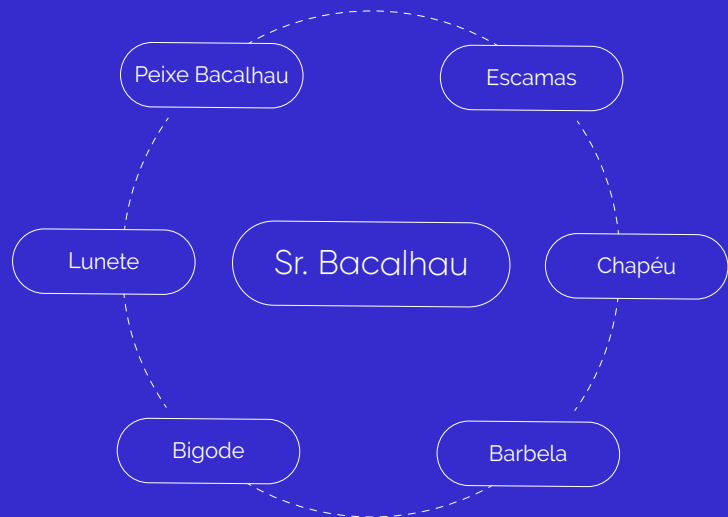 Peixe Bacalhau
Escamas
Lunete
Sr. Bacalhau
Chapéu
Bigode
Barbela